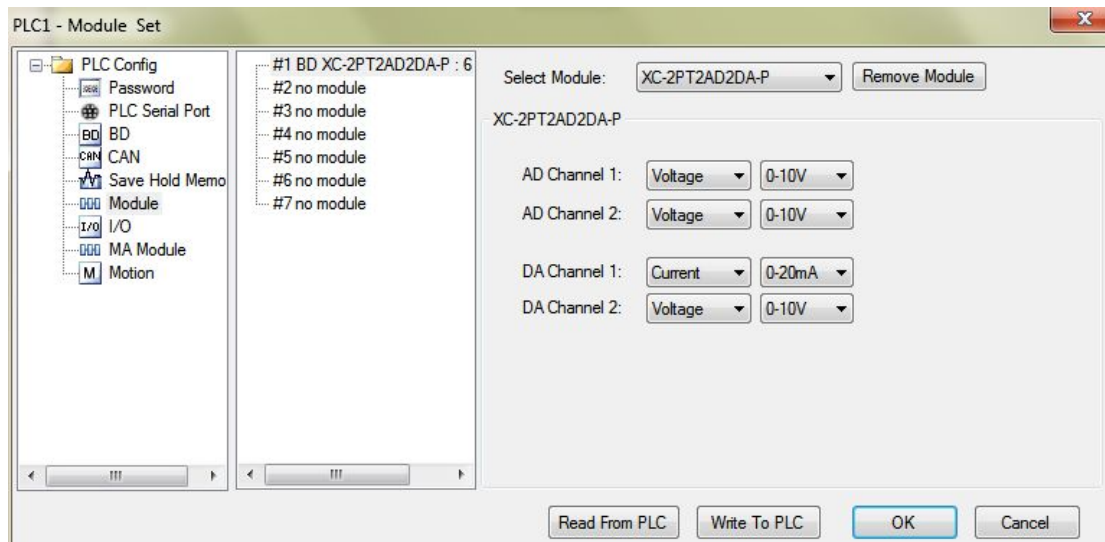 PLC1 - Module Set
PLC Config
Password
PLC Serial Port
BD BD
CAN CAN
Save Hold Memo
Module
I/O I/O
MA Module
M Motion
#1 BD XC-2PT2AD2DA-P : 6
#2 no module
#3 no module
#4 no module
#5 no module
#6 no module
#7 no module
Select Module: XC-2PT2AD2DA-P Remove Module
XC-2PT2AD2DA-P
AD Channel 1: Voltage 0-10V
AD Channel 2: Voltage 0-10V
DA Channel 1: Current 0-20mA
DA Channel 2: Voltage 0-10V
Read From PLC Write To PLC OK Cancel